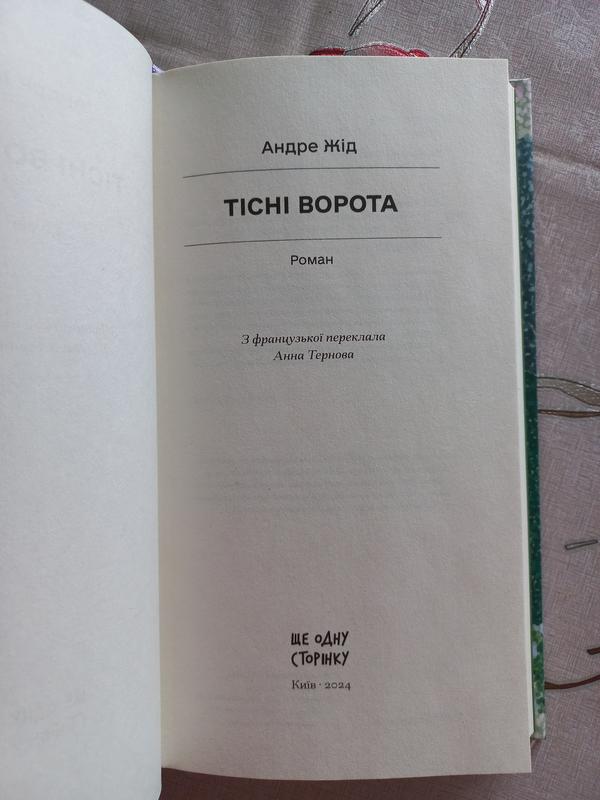 Андре Жід
ТІСНІ ВОРОТА
Роман
З французької переклала
Анна Тернова
ЩЕ ОДНУ
СТОРІНКУ
Київ · 2024